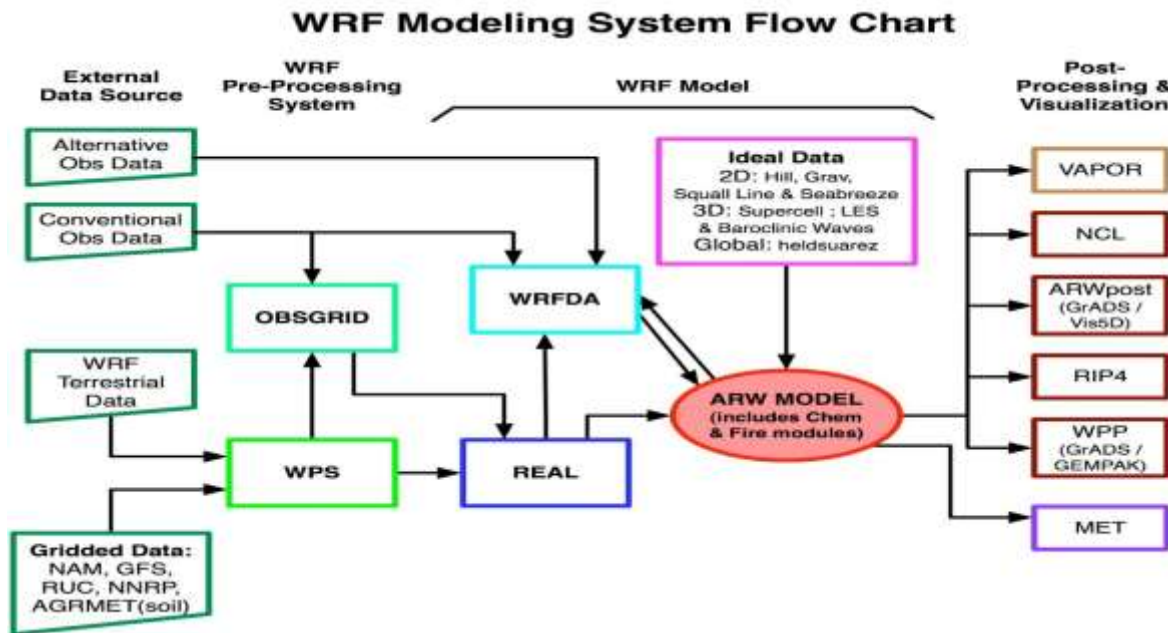 WRF Modeling System Flow Chart
External
Data Source
WRF
Pre-Processing
System
WRF Model
Post-
Processing &
Visualization
Alternative
Obs Data
Conventional
Obs Data
WRF
Terrestrial
Data
Gridded Data:
NAM, GFS,
RUC, NNRP,
AGRMET(soil)
OBSGRID
WPS
WRFDA
REAL
Ideal Data
2D: Hill, Grav,
Squall Line & Seabreeze
3D: Supercell ; LES
& Baroclinic Waves
Global: heldsuarez
ARW MODEL
(includes Chem
& Fire modules)
VAPOR
NCL
ARWpost
(GrADS /
Vis5D)
RIP4
WPP
(GrADS /
GEMPAK)
MET